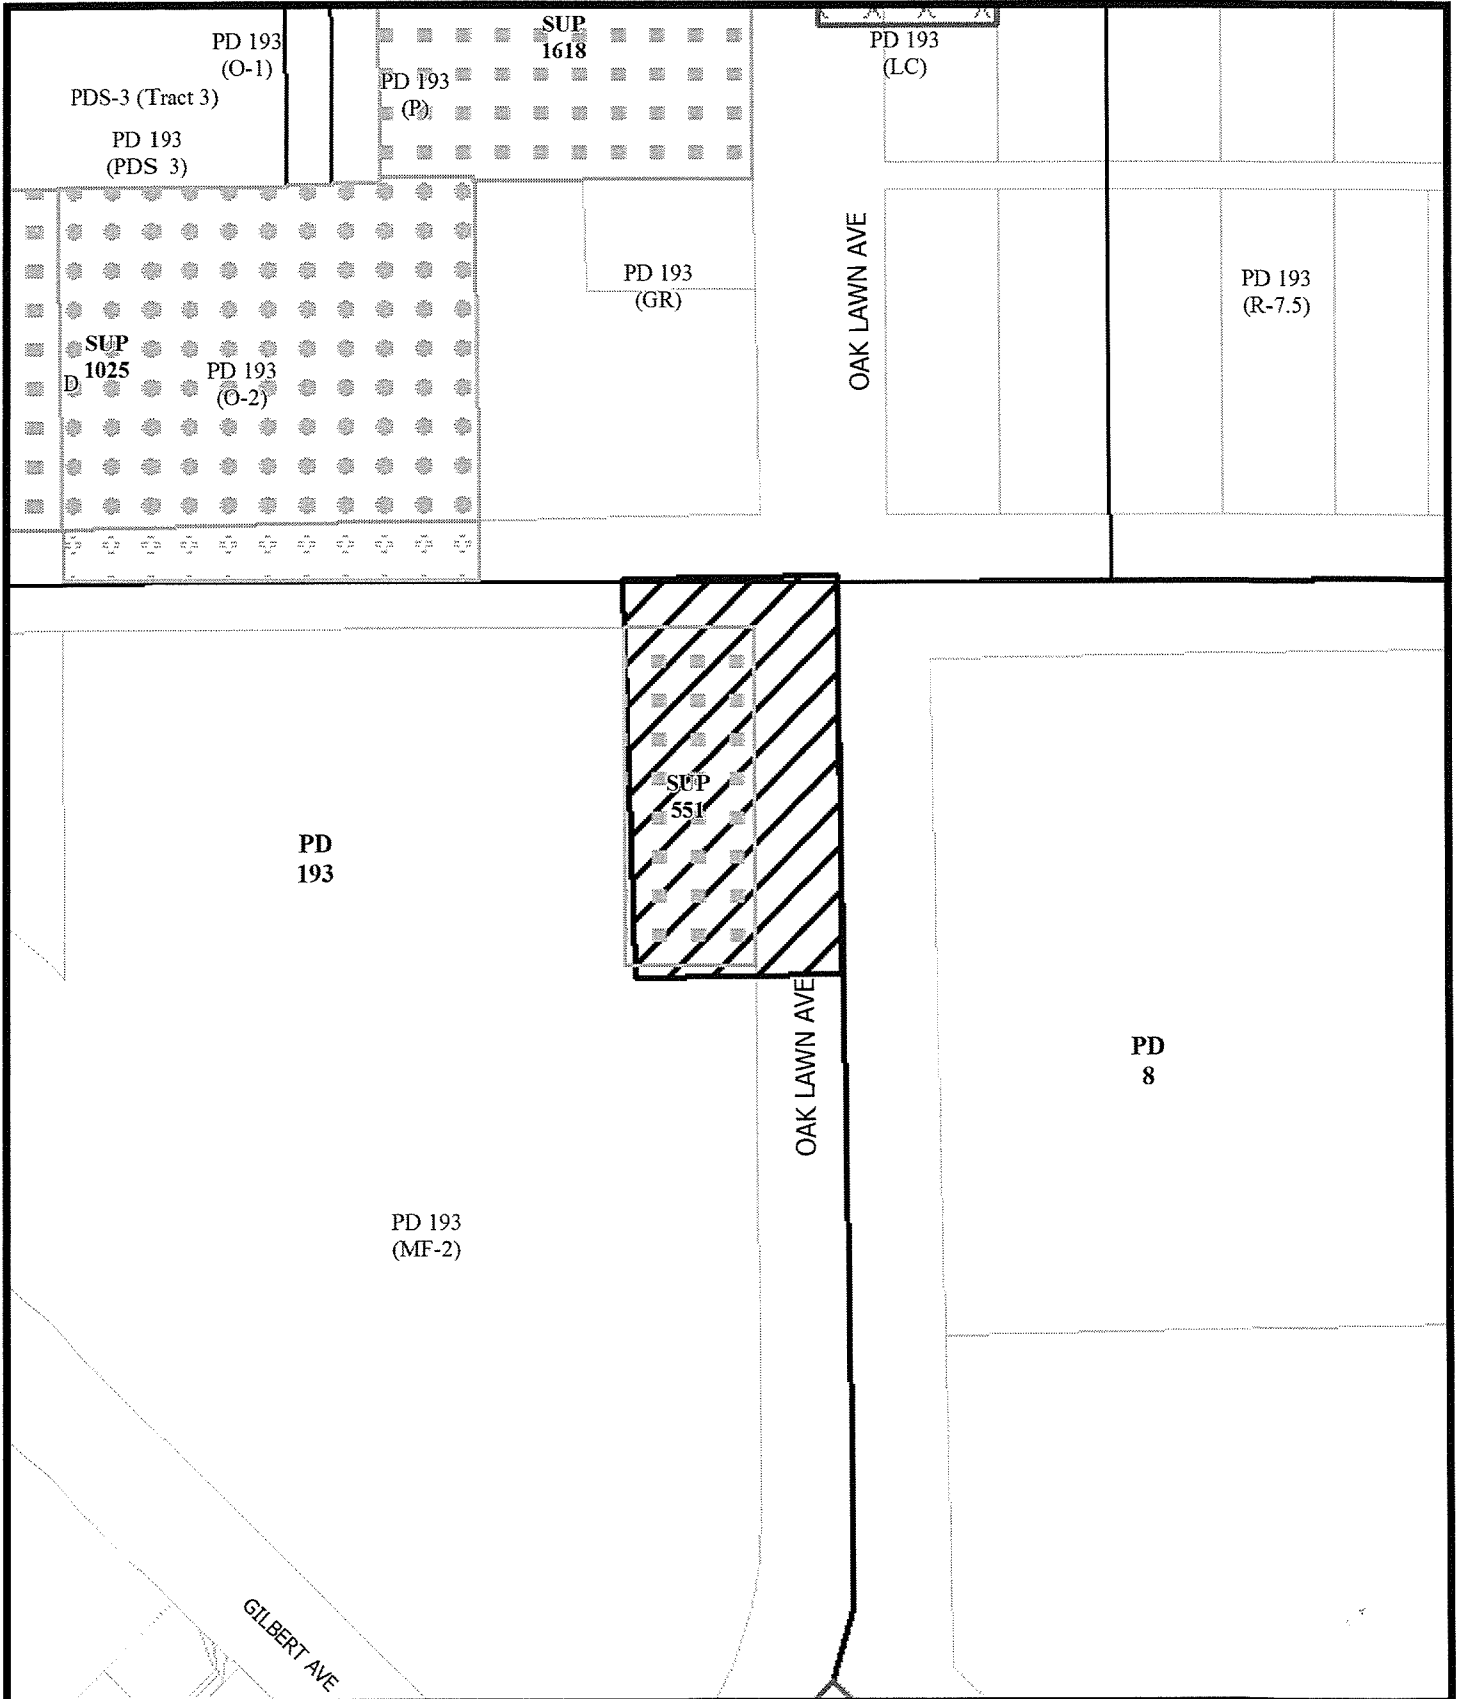 PD 193
(O-1)
PDS-3 (Tract 3)
PD 193
(PDS 3)
SUP
1618
PD 193
(P)
PD 193
(LC)
OAK LAWN AVE
PD 193
(GR)
PD 193
(R-7.5)
SUP
1025
D
PD 193
(O-2)
SUP
551
PD
193
OAK LAWN AVE
PD
8
PD 193
(MF-2)
GILBERT AVE